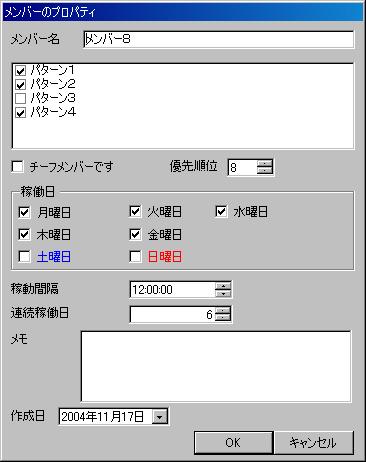 メンバーのプロパティ
メンバー名 メンバー8
パターン1
パターン2
パターン3
パターン4
チーフメンバーです 優先順位 8
稼働日
月曜日 火曜日 水曜日
木曜日 金曜日
土曜日 日曜日
稼動間隔 12:00:00
連続稼働日 6
メモ
作成日 2004年11月17日
OK キャンセル